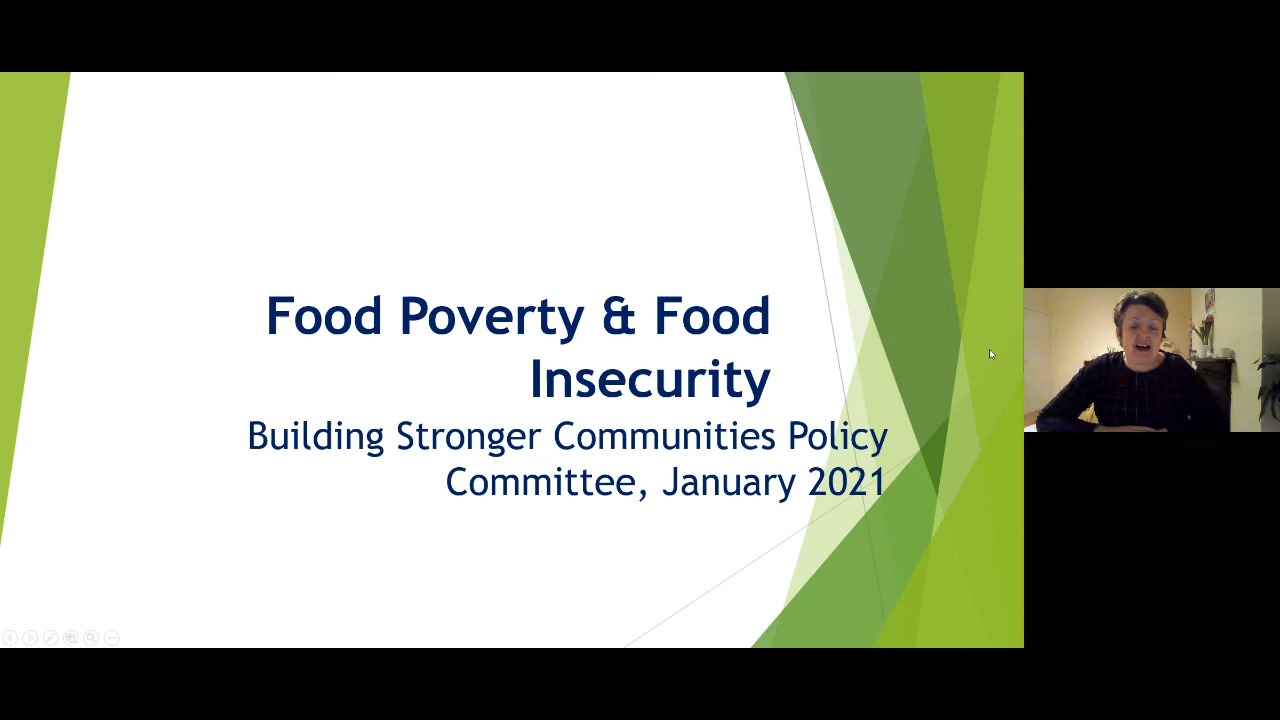 Food Poverty & Food
Insecurity
Building Stronger Communities Policy
Committee, January 2021